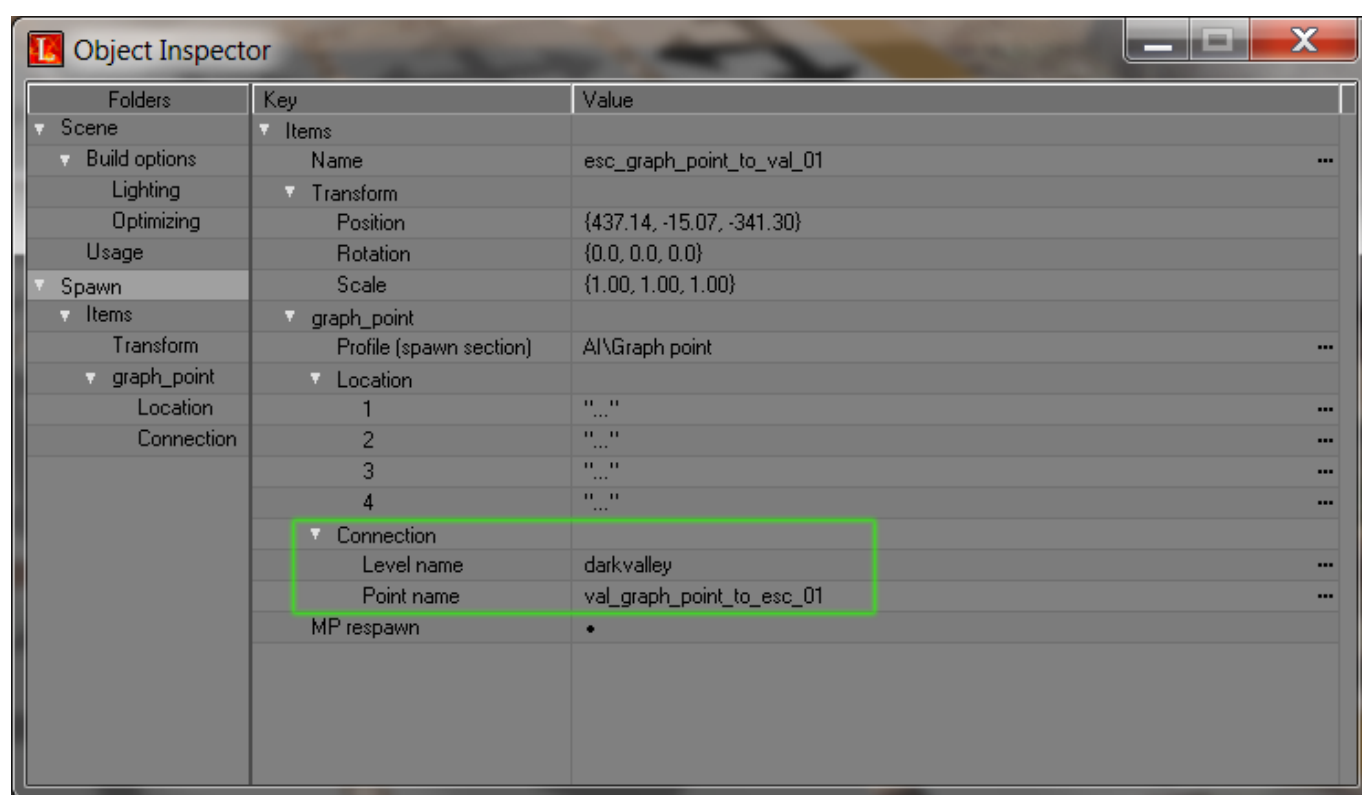 L Object Inspector
Folders Key Value
Scene Items
Build options Name esc_graph_point_to_val_01 ...
Lighting Transform
Optimizing Position {437.14, -15.07, -341.30}
Usage Rotation {0.0, 0.0, 0.0}
Spawn Scale {1.00, 1.00, 1.00}
Items graph_point
Transform Profile (spawn section) AI\Graph point ...
graph_point Location
Location 1 "..." ...
Connection 2 "..." ...
3 "..." ...
4 "..." ...
Connection
Level name darkvalley ...
Point name val_graph_point_to_esc_01 ...
MP respawn •